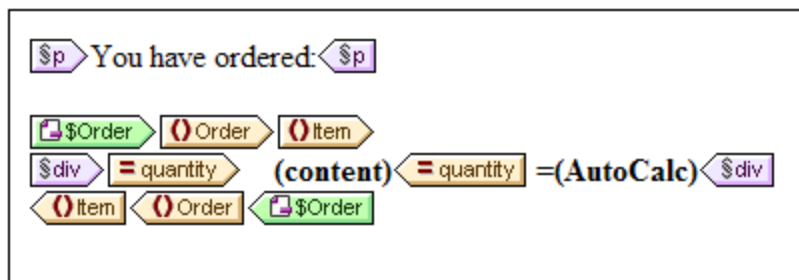 §p You have ordered: §p
$Order () Order () Item
§div = quantity (content) = quantity =(AutoCalc) §div
() Item () Order $Order